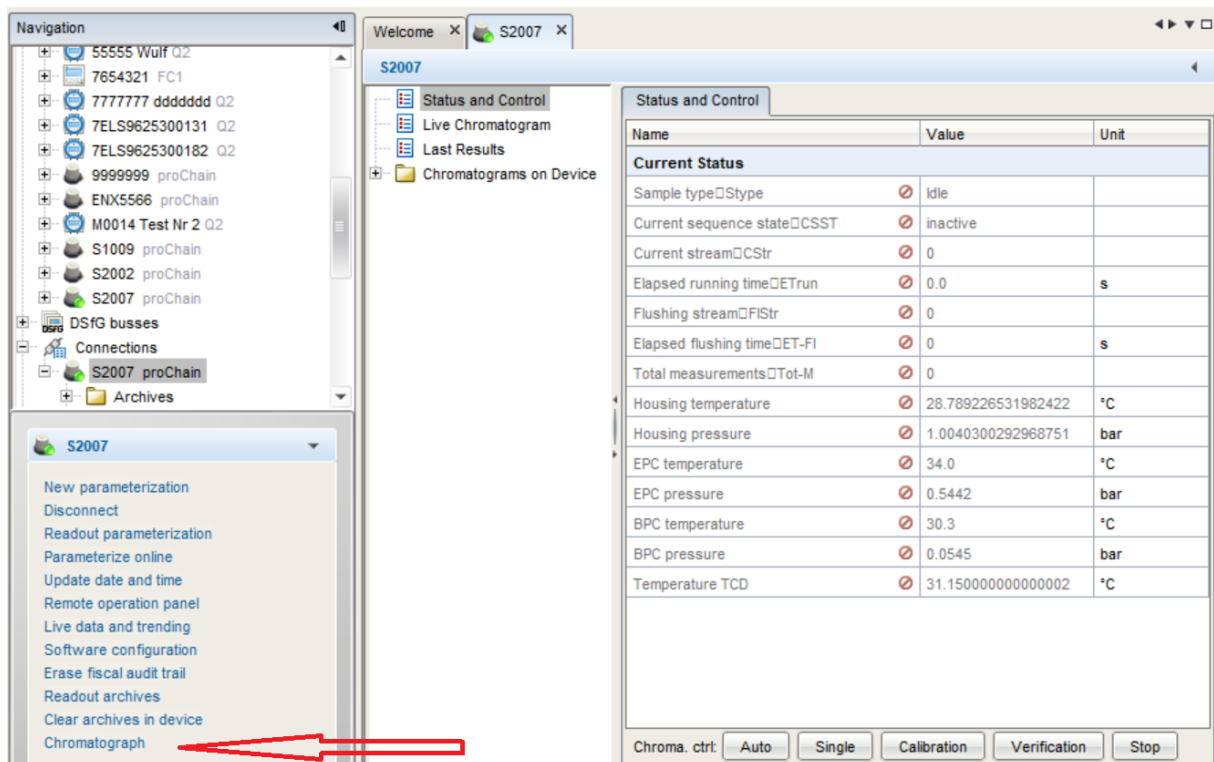 Navigation
55555 Wulf Q2
7654321 FC1
7777777 ddddddd Q2
7ELS9625300131 Q2
7ELS9625300182 Q2
9999999 proChain
ENX5566 proChain
M0014 Test Nr 2 Q2
S1009 proChain
S2002 proChain
S2007 proChain
DSfG DSfG busses
Connections
S2007 proChain
Archives
S2007
New parameterization
Disconnect
Readout parameterization
Parameterize online
Update date and time
Remote operation panel
Live data and trending
Software configuration
Erase fiscal audit trail
Readout archives
Clear archives in device
Chromatograph
Welcome S2007
S2007
Status and Control
Live Chromatogram
Last Results
Chromatograms on Device
Status and Control
Name Value Unit
Current Status
Sample type□Stype Idle
Current sequence state□CSST inactive
Current stream□CStr 0
Elapsed running time□ETrun 0.0 s
Flushing stream□FlStr 0
Elapsed flushing time□ET-Fl 0 s
Total measurements□Tot-M 0
Housing temperature 28.789226531982422 °C
Housing pressure 1.0040300292968751 bar
EPC temperature 34.0 °C
EPC pressure 0.5442 bar
BPC temperature 30.3 °C
BPC pressure 0.0545 bar
Temperature TCD 31.150000000000002 °C
Chroma. ctrl: Auto Single Calibration Verification Stop